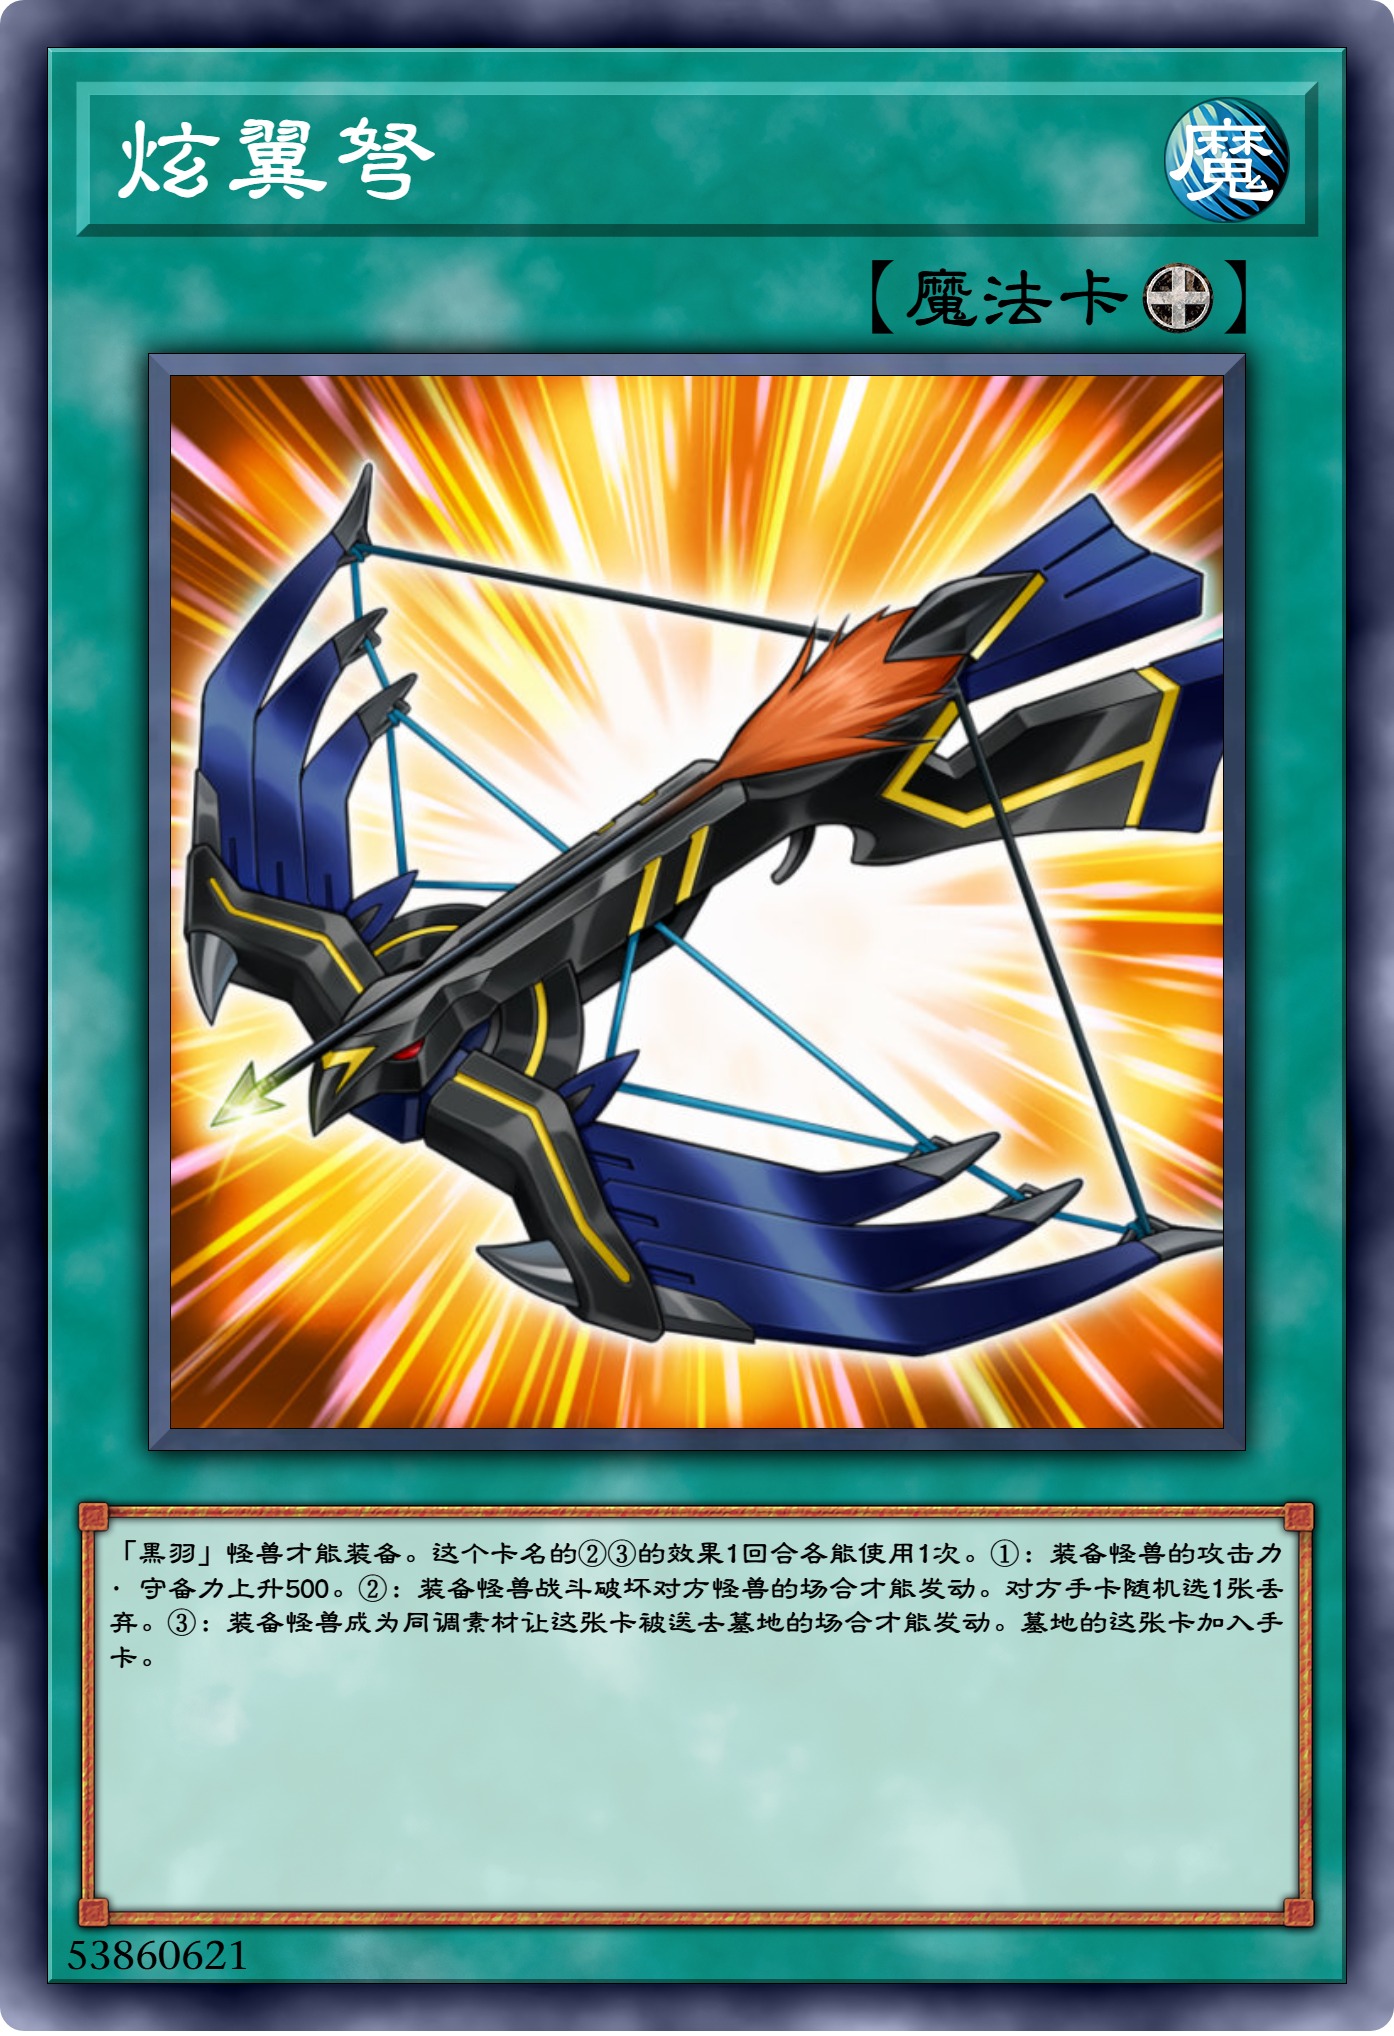 炫翼弩
魔
【魔法卡】
「黑羽」怪兽才能装备。这个卡名的②③的效果1回合各能使用1次。①：装备怪兽的攻击力
·守备力上升500。②：装备怪兽战斗破坏对方怪兽的场合才能发动。对方手卡随机选1张丢
弃。③：装备怪兽成为同调素材让这张卡被送去墓地的场合才能发动。墓地的这张卡加入手
卡。
53860621